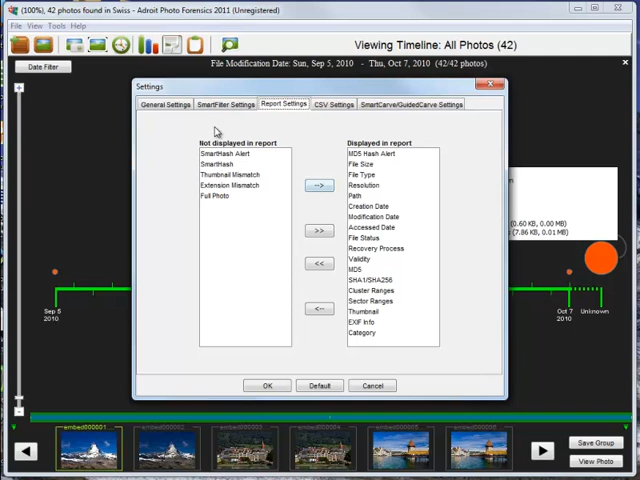 (100%), 42 photos found in Swiss - Adroit Photo Forensics 2011 (Unregistered)
File View Tools Help
Viewing Timeline: All Photos (42)
Date Filter
File Modification Date: Sun, Sep 5, 2010 - Thu, Oct 7, 2010 (42/42 photos)
Settings
General Settings SmartFilter Settings Report Settings CSV Settings SmartCarve/GuidedCarve Settings
Not displayed in report
SmartHash Alert
SmartHash
Thumbnail Mismatch
Extension Mismatch
Full Photo
-->
>>
<<
<--
Displayed in report
MD5 Hash Alert
File Size
File Type
Resolution
Path
Creation Date
Modification Date
Accessed Date
File Status
Recovery Process
Validity
MD5
SHA1/SHA256
Cluster Ranges
Sector Ranges
Thumbnail
EXIF Info
Category
OK Default Cancel
(0.60 KB, 0.00 MB)
(7.86 KB, 0.01 MB)
Sep 5
2010
Oct 7
2010
Unknown
embed000001... embed000002... embed000003... embed000004... embed000005... embed000006...
Save Group
View Photo